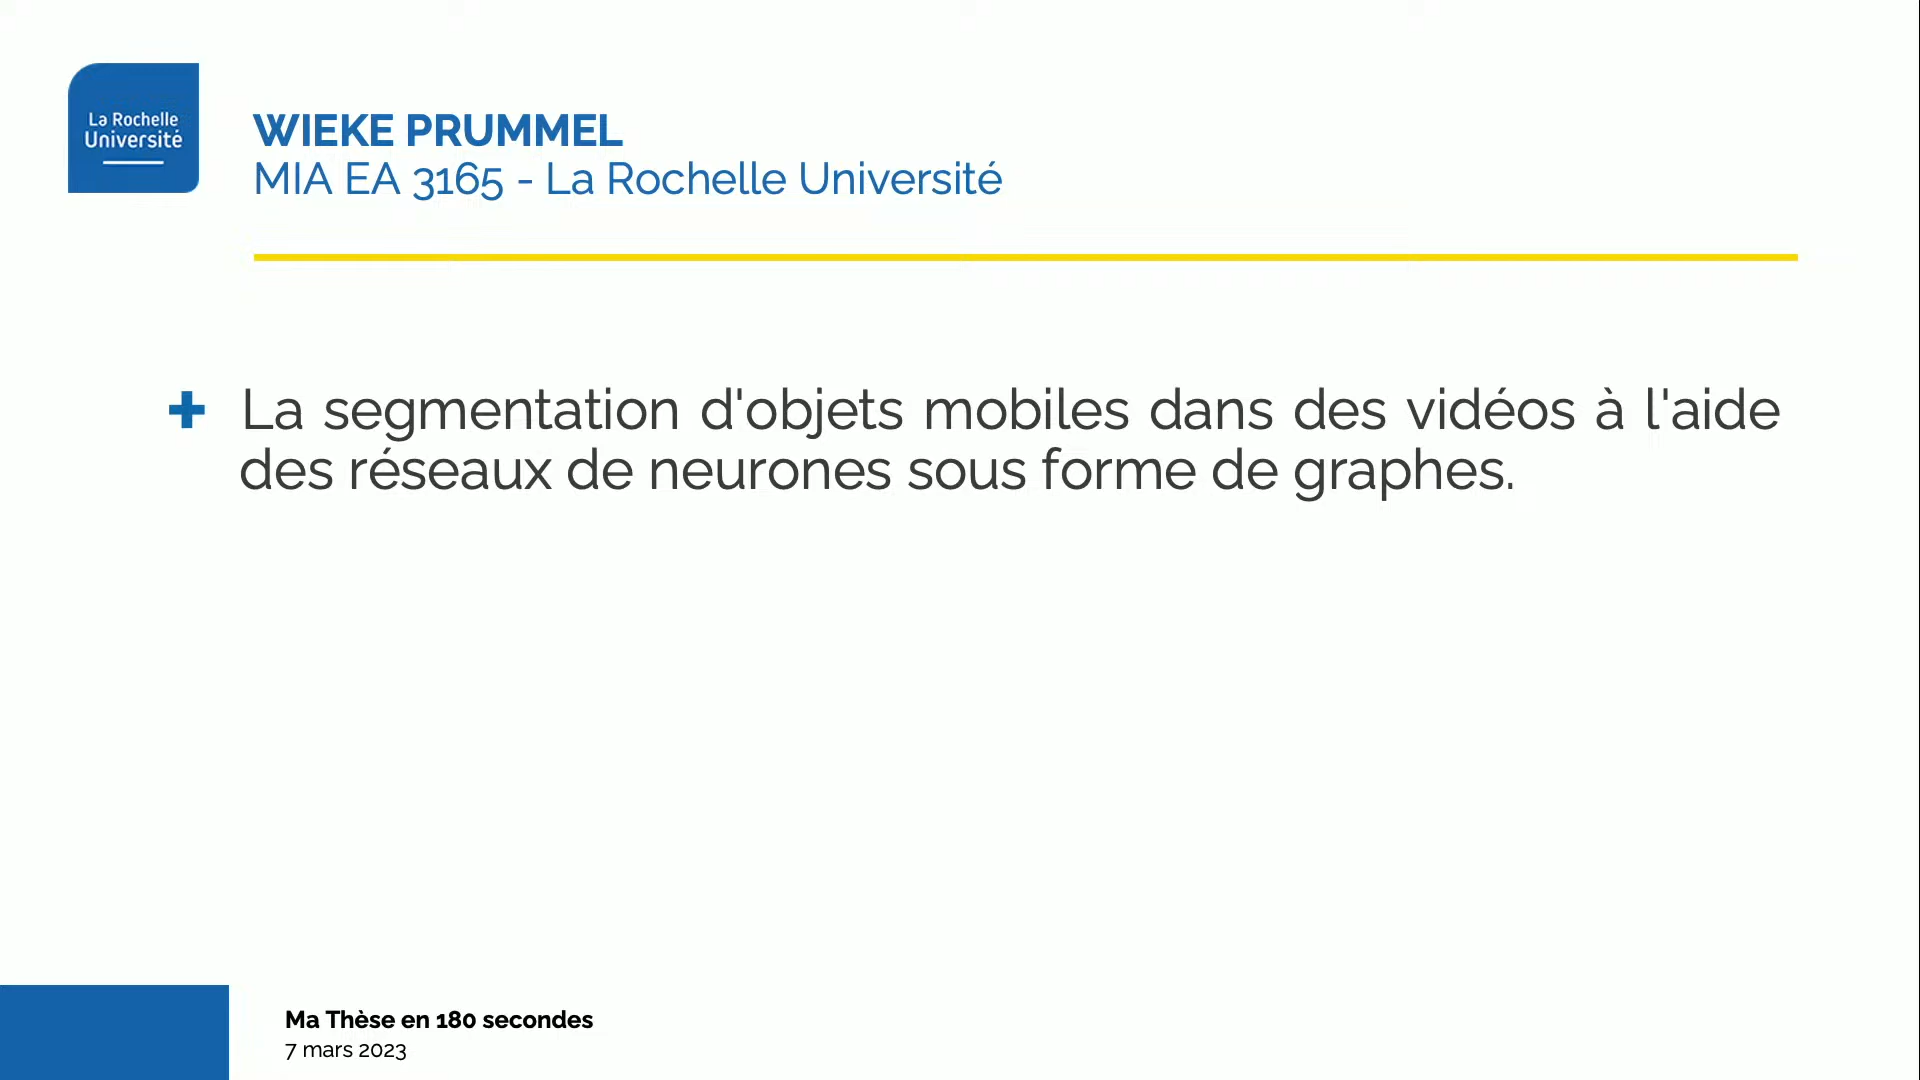 La Rochelle
Université
WIEKE PRUMMEL
MIA EA 3165 - La Rochelle Université
La segmentation d'objets mobiles dans des vidéos à l'aide
des réseaux de neurones sous forme de graphes.
Ma Thèse en 180 secondes
7 mars 2023